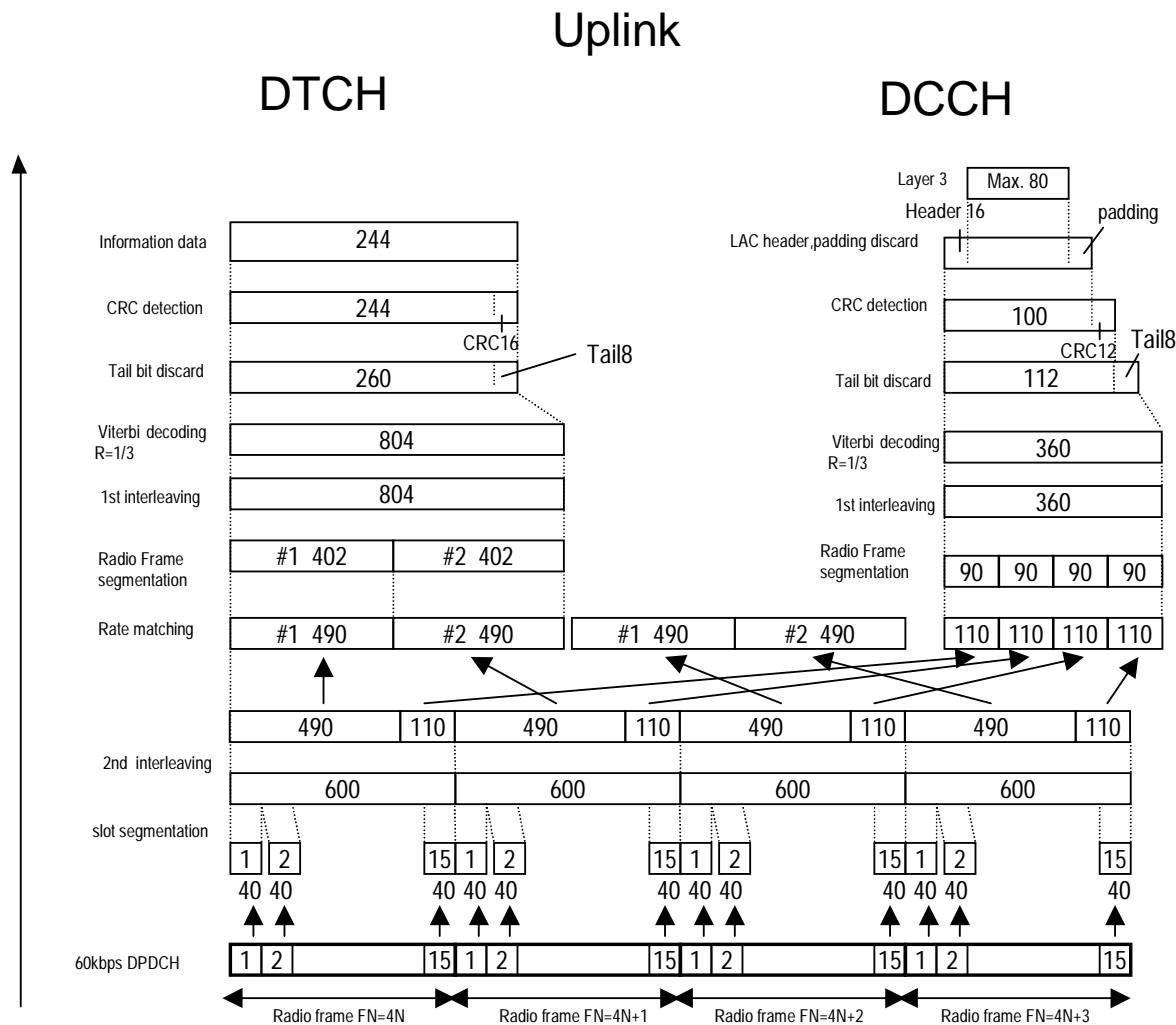 Uplink
DTCH
DCCH
Layer 3
Max. 80
Header 16
padding
Information data
244
LAC header,padding discard
CRC detection
244
CRC16
CRC detection
100
CRC12
Tail bit discard
260
Tail8
Tail bit discard
112
Tail8
Viterbi decoding
R=1/3
804
Viterbi decoding
R=1/3
360
1st interleaving
804
1st interleaving
360
Radio Frame
segmentation
#1 402
#2 402
Radio Frame
segmentation
90 90 90 90
Rate matching
#1 490
#2 490
#1 490
#2 490
110 110 110 110
490 110 490 110 490 110 490 110
2nd interleaving
600 600 600 600
slot segmentation
1 2 15 1 2 15 1 2 15 1 2 15
40 40 40 40 40 40 40 40 40 40 40 40
60kbps DPDCH
1 2 15 1 2 15 1 2 15 1 2 15
Radio frame FN=4N
Radio frame FN=4N+1
Radio frame FN=4N+2
Radio frame FN=4N+3